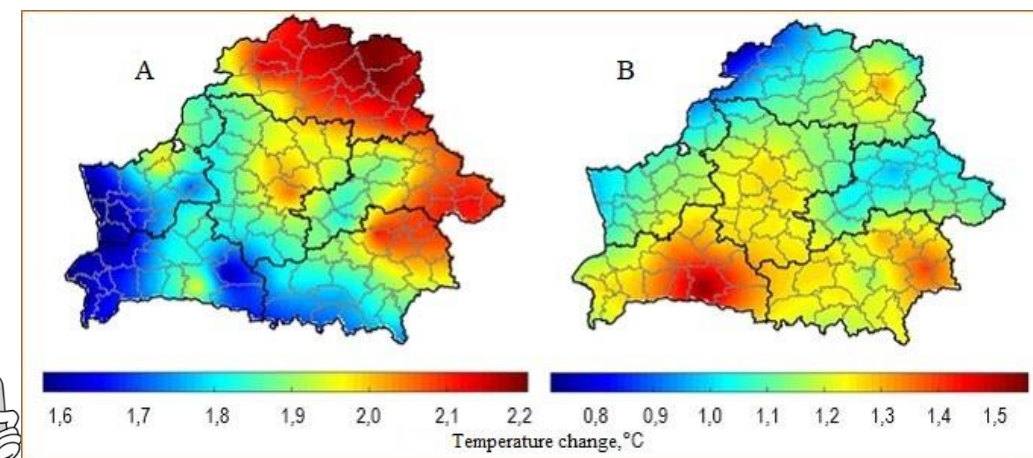 A
B
1,6 1,7 1,8 1,9 2,0 2,1 2,2
0,8 0,9 1,0 1,1 1,2 1,3 1,4 1,5
Temperature change,°C